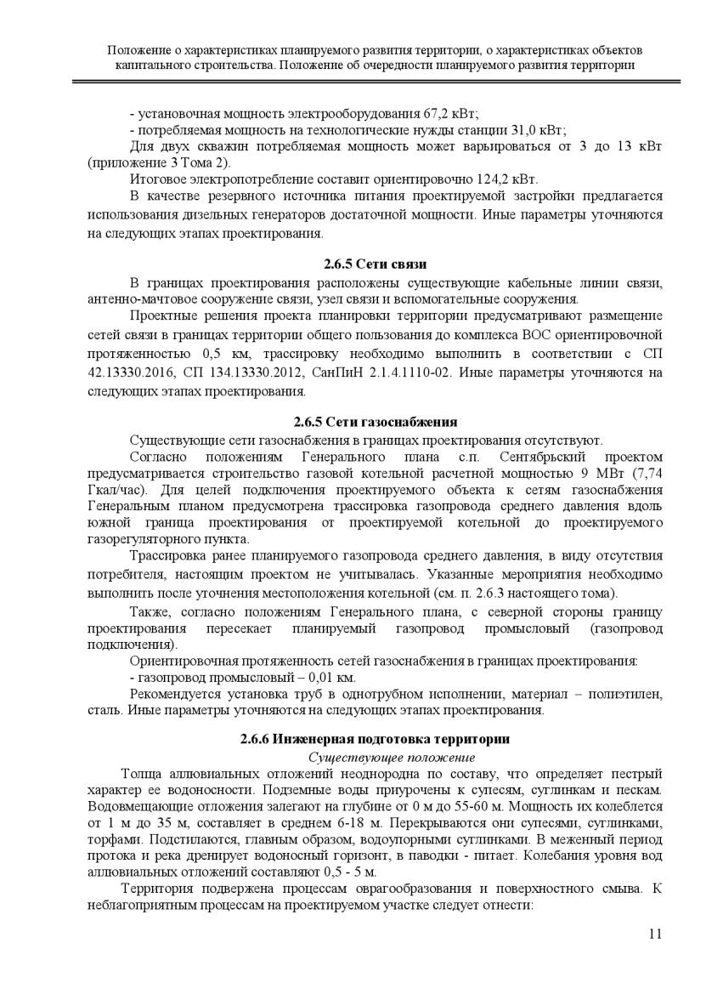 Положение о характеристиках планируемого развития территории, о характеристиках объектов
капитального строительства. Положение об очередности планируемого развития территории
- установочная мощность электрооборудования 67,2 кВт;
- потребляемая мощность на технологические нужды станции 31,0 кВт;
Для двух скважин потребляемая мощность может варьироваться от 3 до 13 кВт
(приложение 3 Тома 2).
Итоговое электропотребление составит ориентировочно 124,2 кВт.
В качестве резервного источника питания проектируемой застройки предлагается
использования дизельных генераторов достаточной мощности. Иные параметры уточняются
на следующих этапах проектирования.
2.6.5 Сети связи
В границах проектирования расположены существующие кабельные линии связи,
антенно-мачтовое сооружение связи, узел связи и вспомогательные сооружения.
Проектные решения проекта планировки территории предусматривают размещение
сетей связи в границах территории общего пользования до комплекса ВОС ориентировочной
протяженностью 0,5 км, трассировку необходимо выполнить в соответствии с СП
42.13330.2016, СП 134.13330.2012, СанПиН 2.1.4.1110-02. Иные параметры уточняются на
следующих этапах проектирования.
2.6.5 Сети газоснабжения
Существующие сети газоснабжения в границах проектирования отсутствуют.
Согласно положениям Генерального плана с.п. Сентябрьский проектом
предусматривается строительство газовой котельной расчетной мощностью 9 МВт (7,74
Гкал/час). Для целей подключения проектируемого объекта к сетям газоснабжения
Генеральным планом предусмотрена трассировка газопровода среднего давления вдоль
южной граница проектирования от проектируемой котельной до проектируемого
газорегуляторного пункта.
Трассировка ранее планируемого газопровода среднего давления, в виду отсутствия
потребителя, настоящим проектом не учитывалась. Указанные мероприятия необходимо
выполнить после уточнения местоположения котельной (см. п. 2.6.3 настоящего тома).
Также, согласно положениям Генерального плана, с северной стороны границу
проектирования пересекает планируемый газопровод промысловый (газопровод
подключения).
Ориентировочная протяженность сетей газоснабжения в границах проектирования:
- газопровод промысловый – 0,01 км.
Рекомендуется установка труб в однотрубном исполнении, материал – полиэтилен,
сталь. Иные параметры уточняются на следующих этапах проектирования.
2.6.6 Инженерная подготовка территории
Существующее положение
Толща аллювиальных отложений неоднородна по составу, что определяет пестрый
характер ее водоносности. Подземные воды приурочены к супесям, суглинкам и пескам.
Водовмещающие отложения залегают на глубине от 0 м до 55-60 м. Мощность их колеблется
от 1 м до 35 м, составляет в среднем 6-18 м. Перекрываются они супесями, суглинками,
торфами. Подстилаются, главным образом, водоупорными суглинками. В меженный период
протока и река дренирует водоносный горизонт, в паводки - питает. Колебания уровня вод
аллювиальных отложений составляют 0,5 - 5 м.
Территория подвержена процессам оврагообразования и поверхностного смыва. К
неблагоприятным процессам на проектируемом участке следует отнести:
11